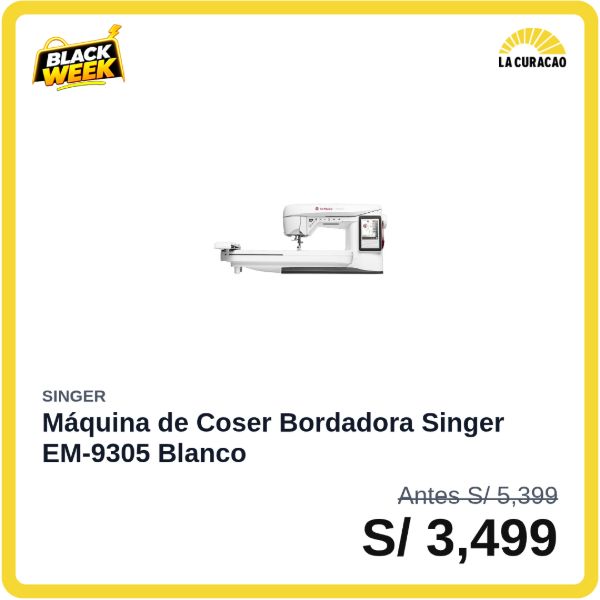 BLACK
WEEK
LA CURACAO
SINGER
Máquina de Coser Bordadora Singer
EM-9305 Blanco
Antes S/ 5,399
S/ 3,499